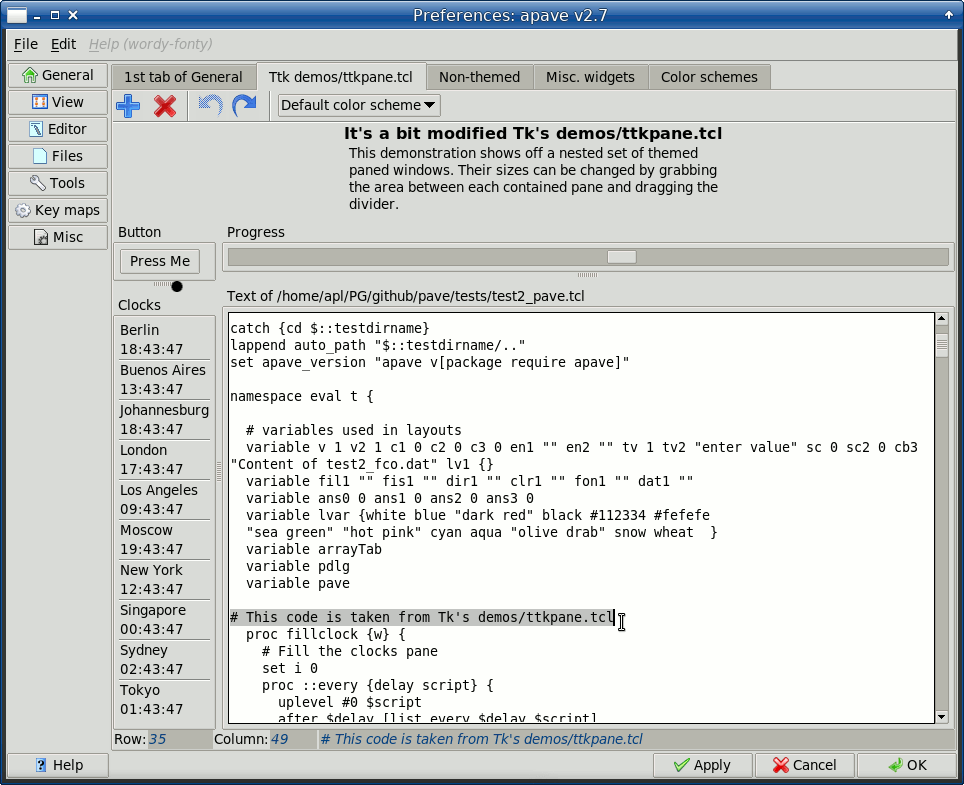 Preferences: apave v2.7
File Edit Help (wordy-fonty)
General
View
Editor
Files
Tools
Key maps
Misc
1st tab of General Ttk demos/ttkpane.tcl Non-themed Misc. widgets Color schemes
Default color scheme
It's a bit modified Tk's demos/ttkpane.tcl
This demonstration shows off a nested set of themed
paned windows. Their sizes can be changed by grabbing
the area between each contained pane and dragging the
divider.
Button
Press Me
Progress
Clocks
Berlin
18:43:47
Buenos Aires
13:43:47
Johannesburg
18:43:47
London
17:43:47
Los Angeles
09:43:47
Moscow
19:43:47
New York
12:43:47
Singapore
00:43:47
Sydney
02:43:47
Tokyo
01:43:47
Text of /home/apl/PG/github/pave/tests/test2_pave.tcl
catch {cd $::testdirname}
lappend auto_path "$::testdirname/.."
set apave_version "apave v[package require apave]"
namespace eval t {
# variables used in layouts
variable v 1 v2 1 c1 0 c2 0 c3 0 en1 "" en2 "" tv 1 tv2 "enter value" sc 0 sc2 0 cb3
"Content of test2_fco.dat" lv1 {}
variable fil1 "" fis1 "" dir1 "" clr1 "" fon1 "" dat1 ""
variable ans0 0 ans1 0 ans2 0 ans3 0
variable lvar {white blue "dark red" black #112334 #fefefe
"sea green" "hot pink" cyan aqua "olive drab" snow wheat  }
variable arrayTab
variable pdlg
variable pave
# This code is taken from Tk's demos/ttkpane.tcl
proc fillclock {w} {
# Fill the clocks pane
set i 0
proc ::every {delay script} {
uplevel #0 $script
after $delay [list every $delay $script]
Row: 35 Column: 49 # This code is taken from Tk's demos/ttkpane.tcl
Help Apply Cancel OK